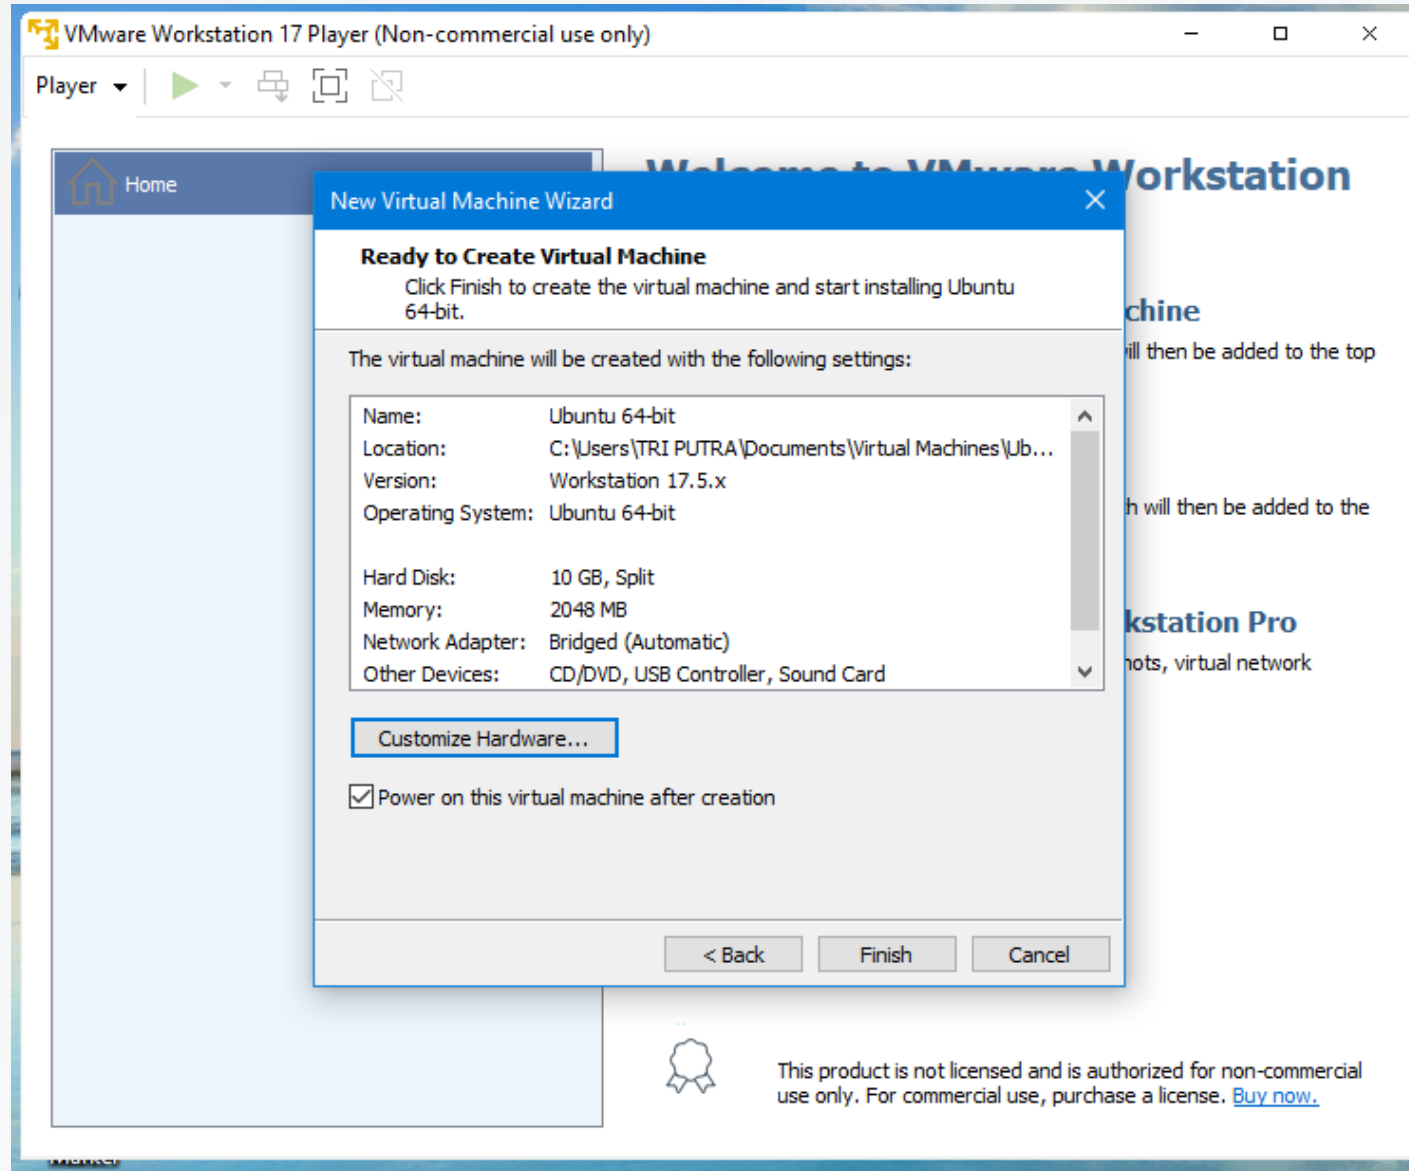 VMware Workstation 17 Player (Non-commercial use only)
Player
Home
Welcome to VMware Workstation
New Virtual Machine Wizard
Ready to Create Virtual Machine
Click Finish to create the virtual machine and start installing Ubuntu
64-bit.
The virtual machine will be created with the following settings:
Name: Ubuntu 64-bit
Location: C:\Users\TRI PUTRA\Documents\Virtual Machines\Ub...
Version: Workstation 17.5.x
Operating System: Ubuntu 64-bit
Hard Disk: 10 GB, Split
Memory: 2048 MB
Network Adapter: Bridged (Automatic)
Other Devices: CD/DVD, USB Controller, Sound Card
Customize Hardware...
Power on this virtual machine after creation
< Back Finish Cancel
chine
will then be added to the top
h will then be added to the
kstation Pro
hots, virtual network
This product is not licensed and is authorized for non-commercial
use only. For commercial use, purchase a license. Buy now.